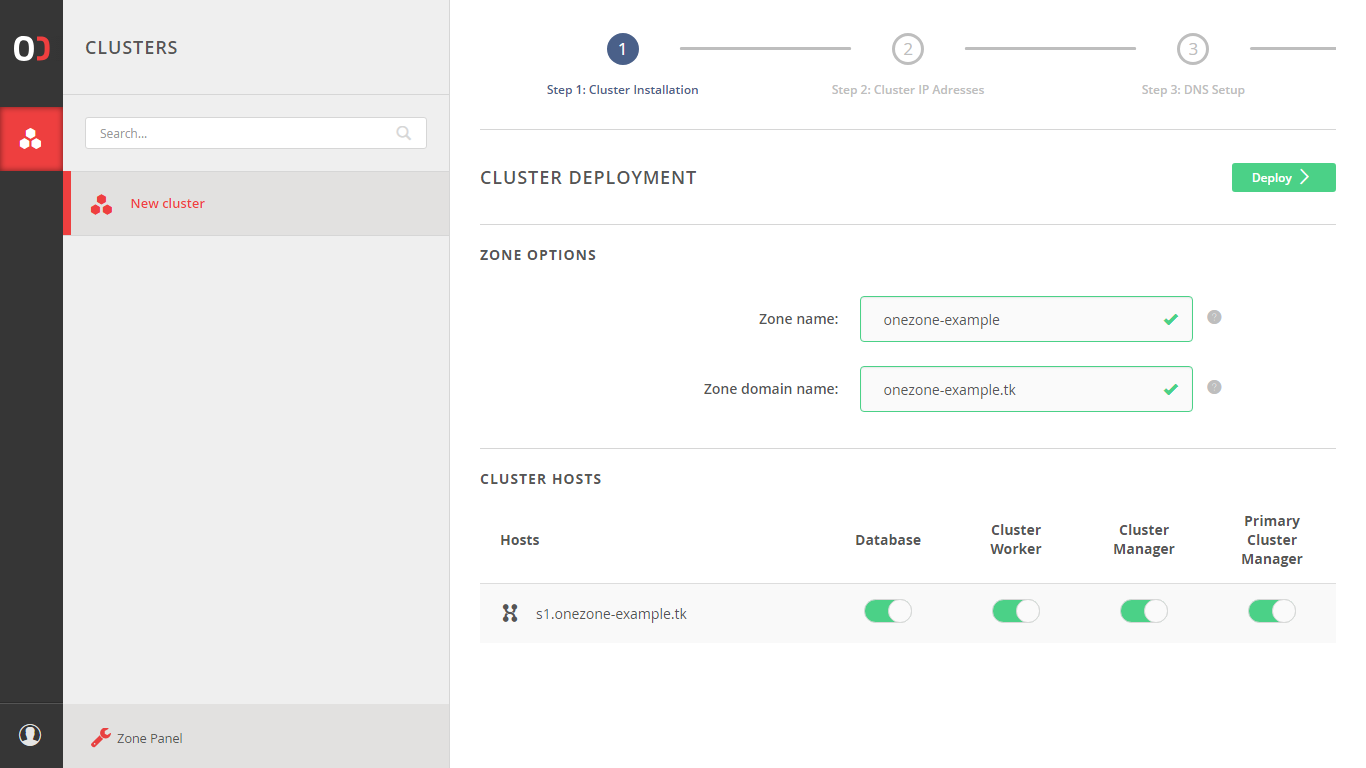 CLUSTERS
Search...
New cluster
Zone Panel
1
2
3
Step 1: Cluster Installation
Step 2: Cluster IP Adresses
Step 3: DNS Setup
CLUSTER DEPLOYMENT
Deploy
ZONE OPTIONS
Zone name:
onezone-example
?
Zone domain name:
onezone-example.tk
?
CLUSTER HOSTS
Hosts
Database
Cluster
Worker
Cluster
Manager
Primary
Cluster
Manager
s1.onezone-example.tk